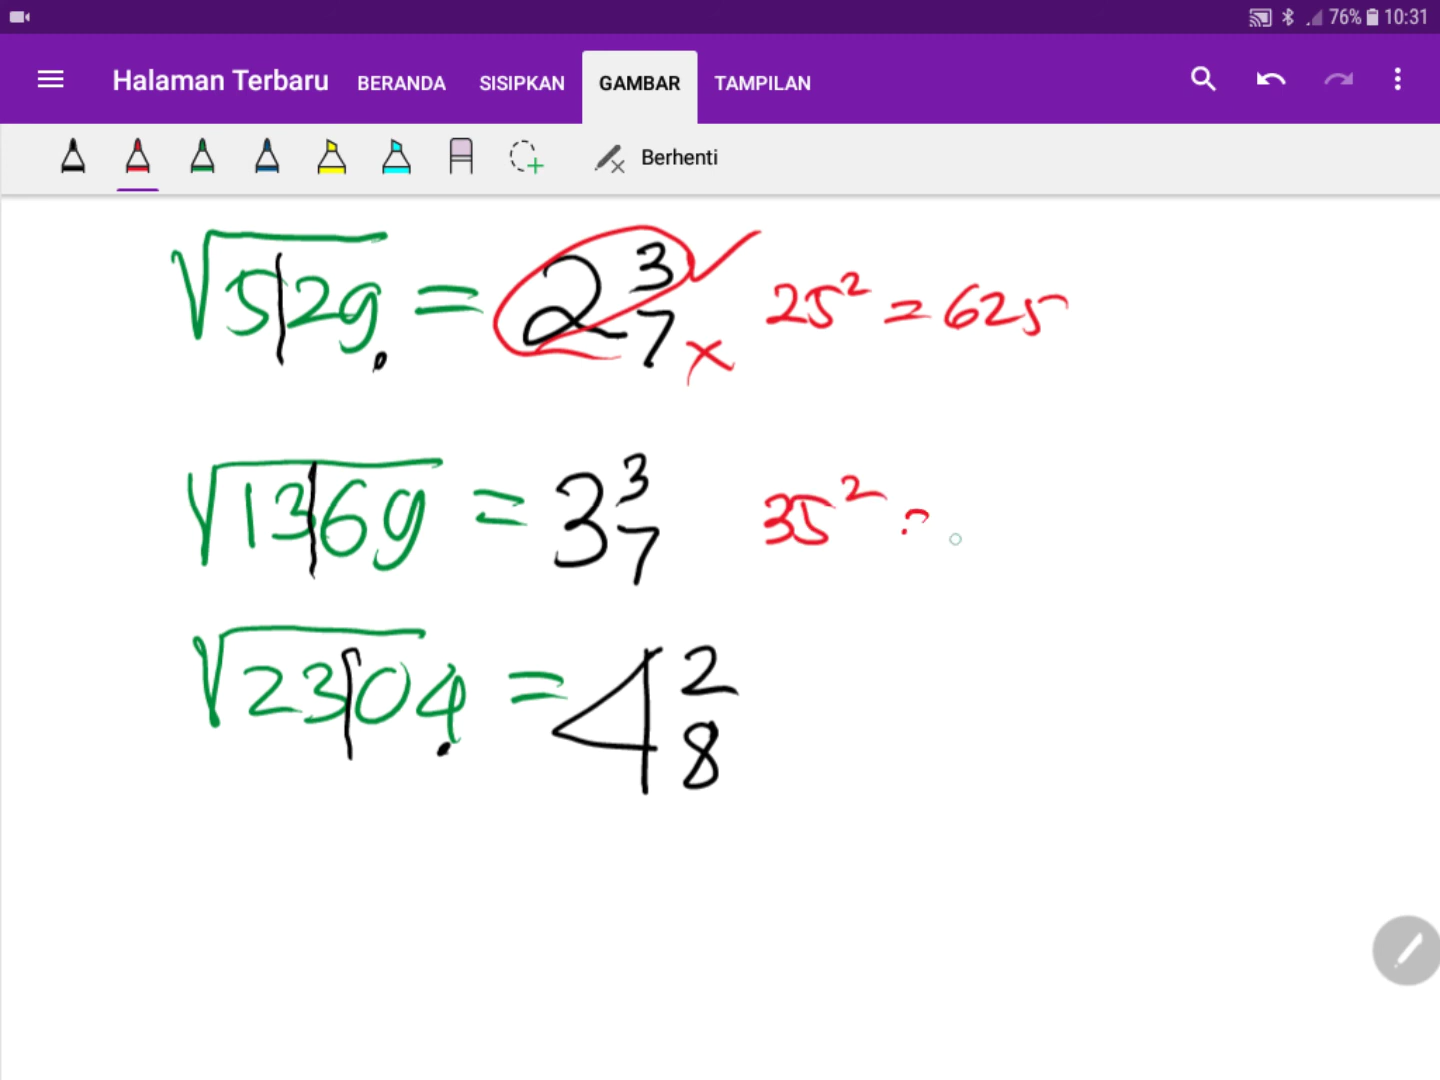 76% 10:31
Halaman Terbaru BERANDA SISIPKAN GAMBAR TAMPILAN
Berhenti
√5|29 = 2 3 7 ✓ x 25² = 625
√13|69 = 3 3 7 35²
√23|04 = 4 2 8